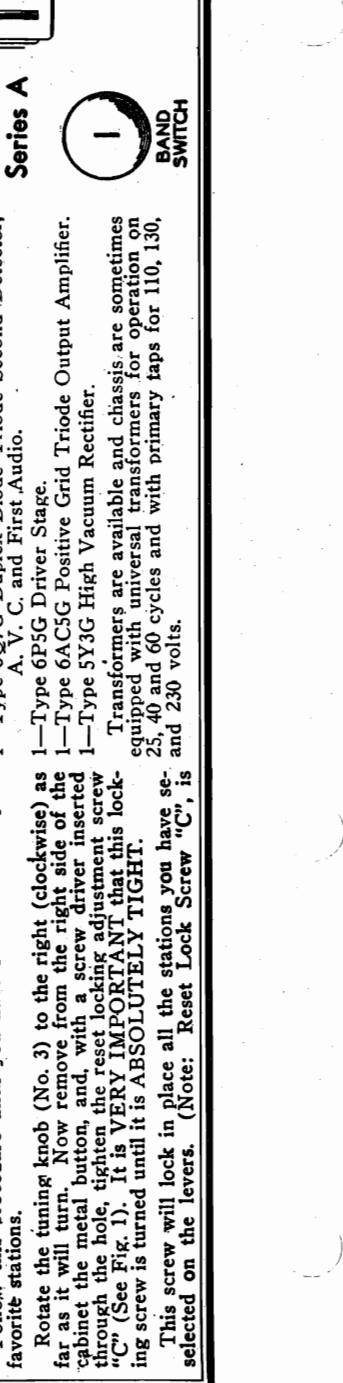 favorite stations.
Rotate the tuning knob (No. 3) to the right (clockwise) as
far as it will turn. Now remove from the right side of the
cabinet the metal button, and, with a screw driver inserted
through the hole, tighten the reset locking adjustment screw
"C" (See Fig. 1). It is VERY IMPORTANT that this lock-
ing screw is turned until it is ABSOLUTELY TIGHT.
This screw will lock in place all the stations you have se-
selected on the levers. (Note: Reset Lock Screw "C", is
A. V. C. and First Audio.
1—Type 6P5G Driver Stage.
1—Type 6AC5G Positive Grid Triode Output Amplifier.
1—Type 5Y3G High Vacuum Rectifier.
Transformers are available and chassis are sometimes
equipped with universal transformers for operation on
25, 40 and 60 cycles and with primary taps for 110, 130,
and 230 volts.
Series A
1
BAND
SWITCH